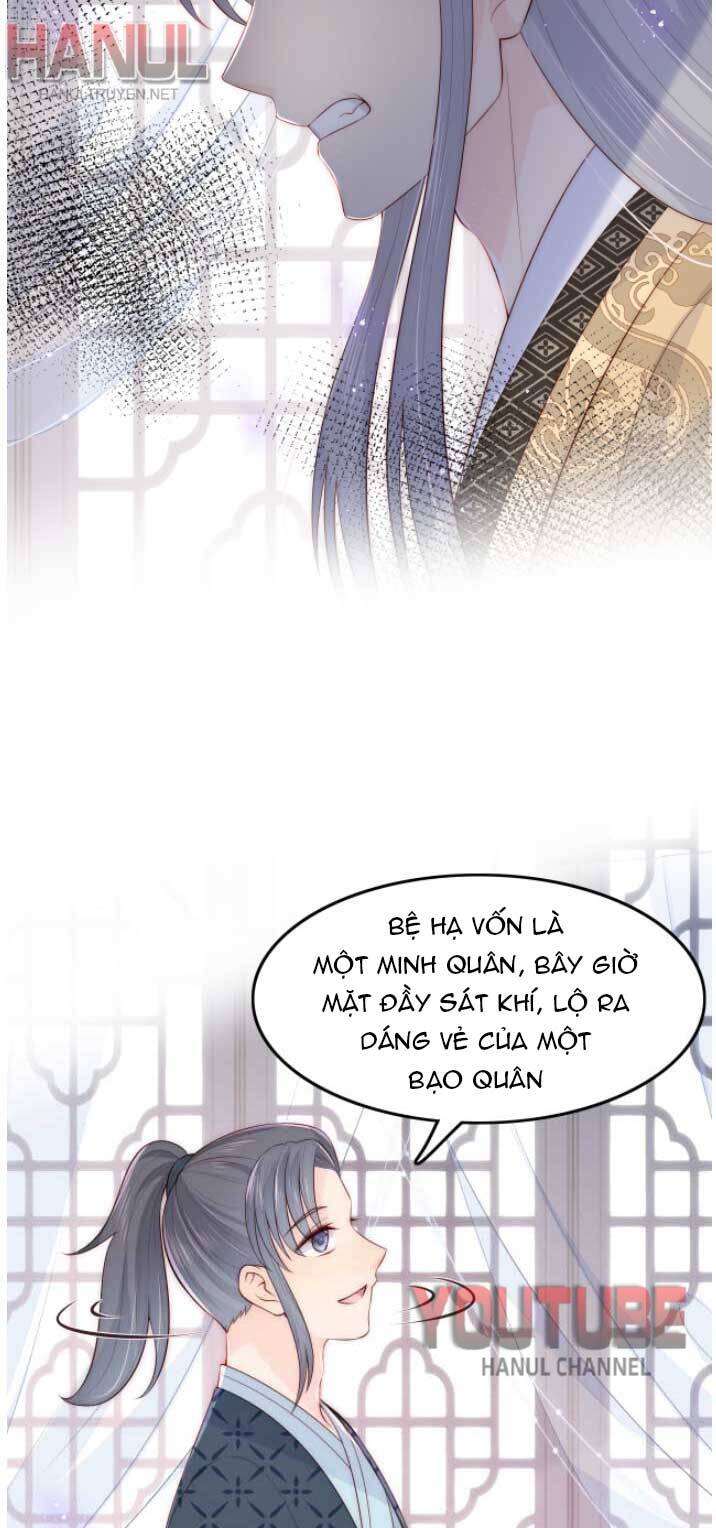 HANUL
HANULTRUYEN.NET
BỆ HẠ VỐN LÀ
MỘT MINH QUÂN, BÂY GIỜ
MẶT ĐẦY SÁT KHÍ, LỘ RA
DÁNG VẺ CỦA MỘT
BẠO QUÂN
YOUTUBE
HANUL CHANNEL